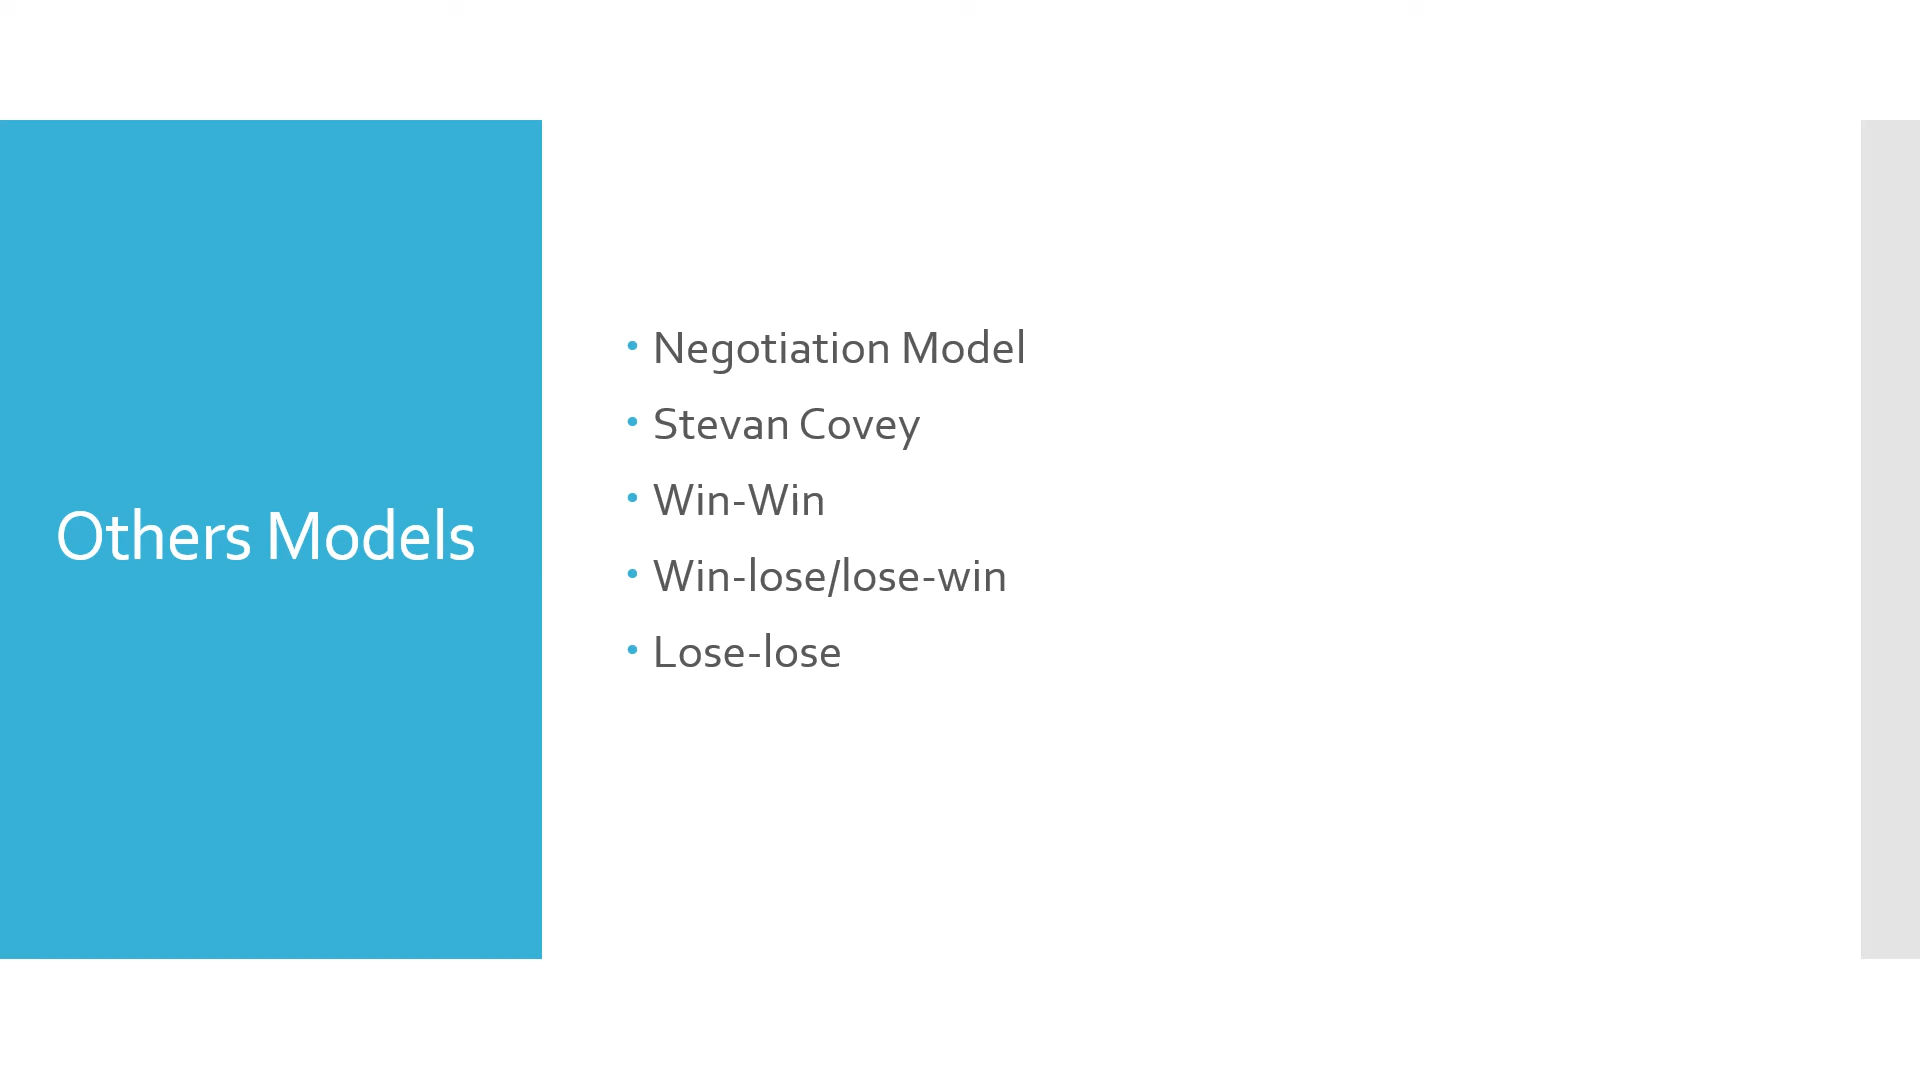 Others Models
Negotiation Model
Stevan Covey
Win-Win
Win-lose/lose-win
Lose-lose